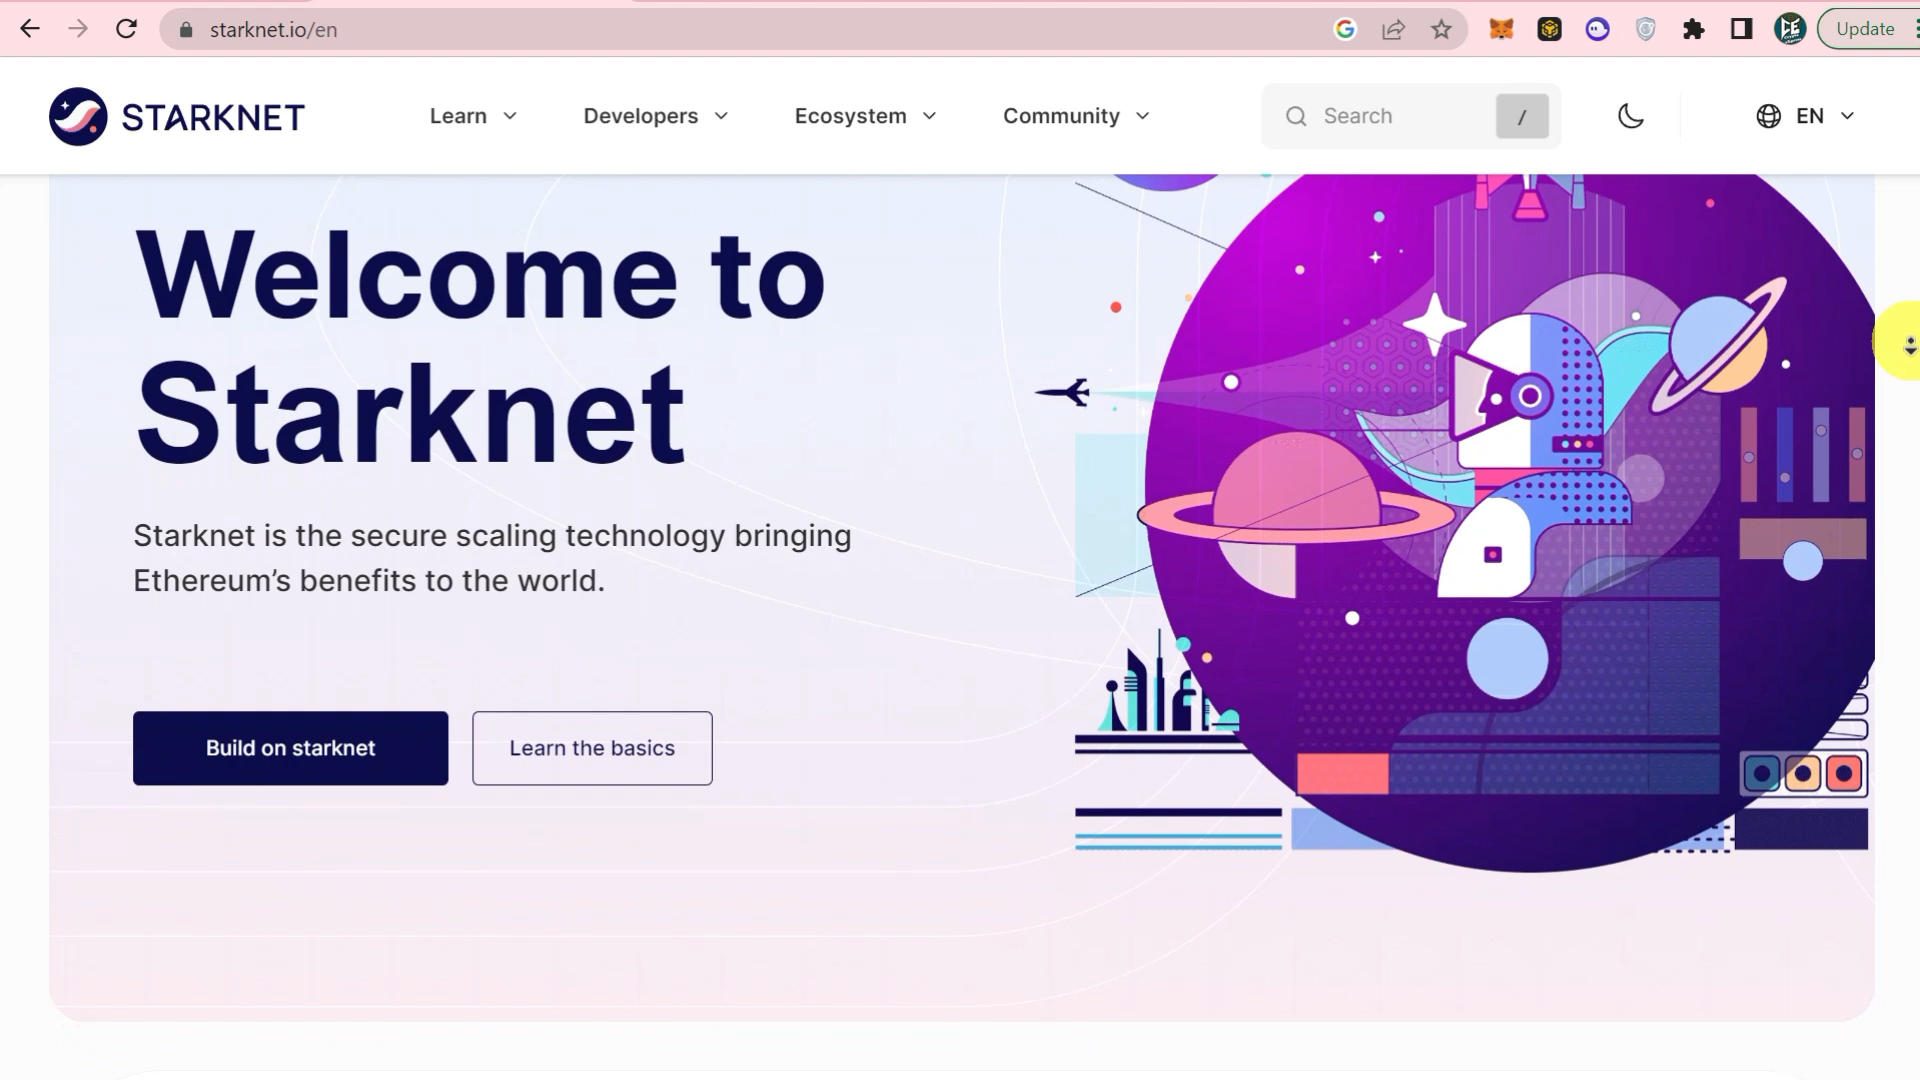 starknet.io/en
Update
STARKNET
Learn
Developers
Ecosystem
Community
Search
/
EN
Welcome to
Starknet
Starknet is the secure scaling technology bringing
Ethereum’s benefits to the world.
Build on starknet
Learn the basics